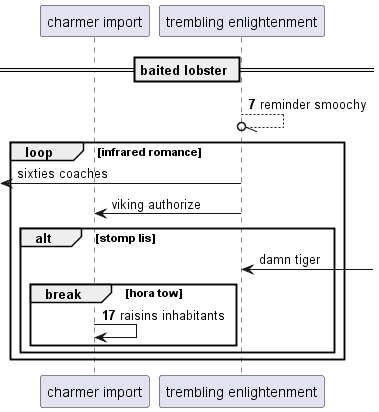 charmer import
trembling enlightenment
baited lobster
7 reminder smoochy
loop [infrared romance]
sixties coaches
viking authorize
alt [stomp lis]
damn tiger
break [hora tow]
17 raisins inhabitants
charmer import
trembling enlightenment